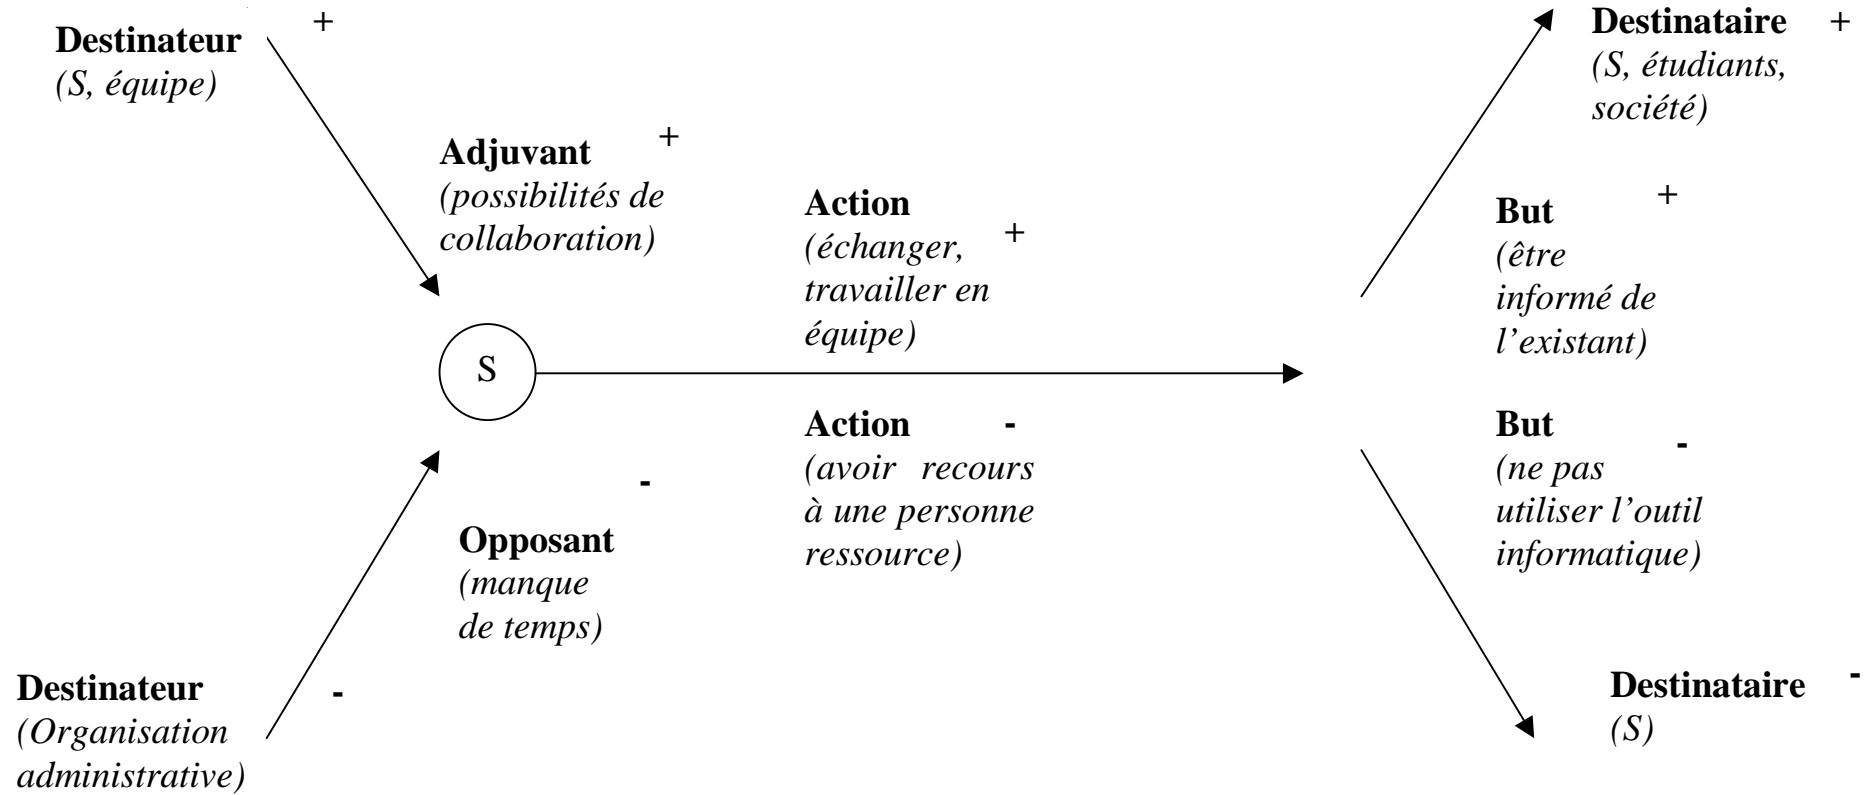 Destinateur +
(S, équipe)
Adjuvant +
(possibilités de
collaboration)
Action
(échanger, +
travailler en
équipe)
Destinataire +
(S, étudiants,
société)
But +
(être
informé de
l’existant)
S
Action -
(avoir recours
à une personne
ressource)
But -
(ne pas
utiliser l’outil
informatique)
Opposant -
(manque
de temps)
Destinateur -
(Organisation
administrative)
Destinataire -
(S)